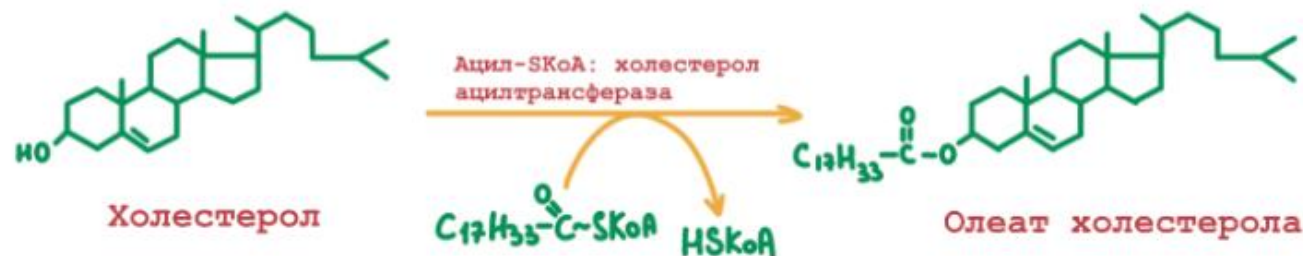 Ацил-SKoA: холестерол
ацилтрансфераза
HO
C₁₇H₃₃-C-O
O
Холестерол
O
C₁₇H₃₃-C~SKoA
HSKoA
Олеат холестерола